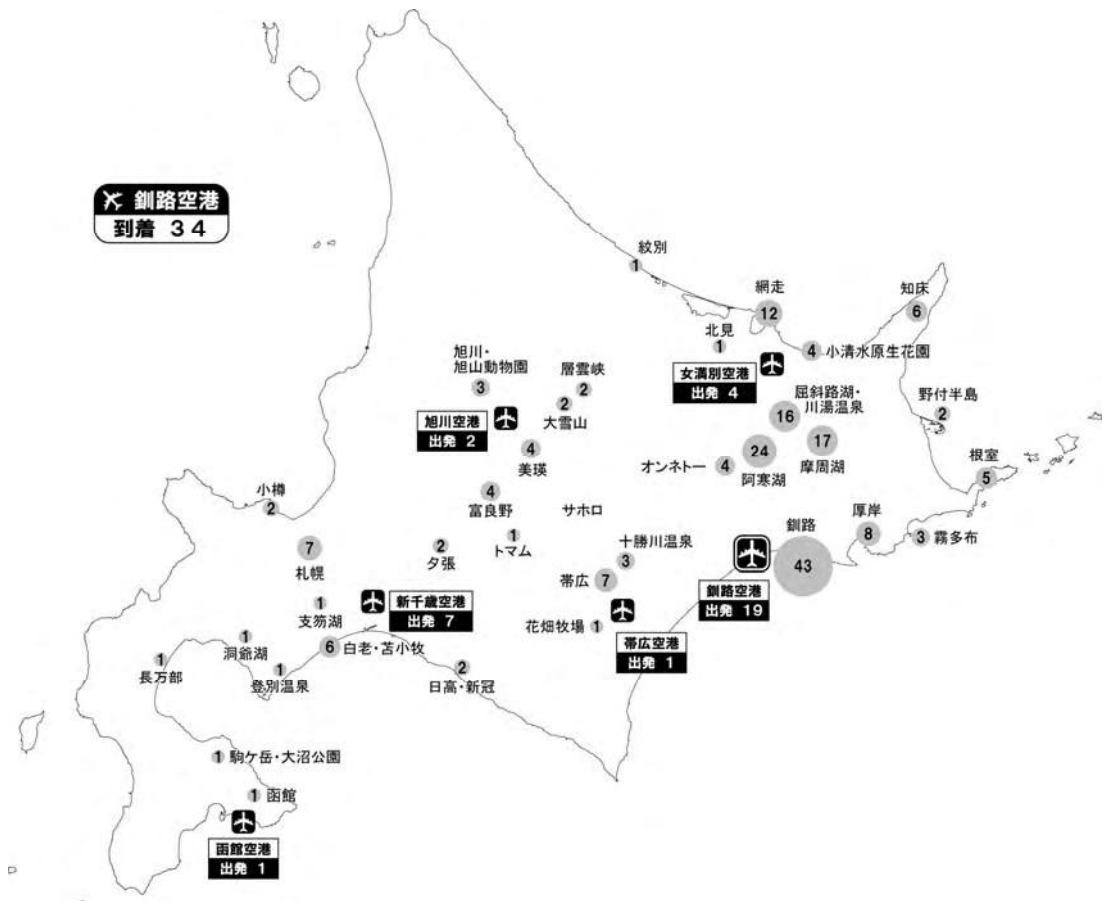 釧路空港
到着 34
紋別
1
網走
12
知床
6
北見
1
4
小清水原生花園
女満別空港
出発 4
旭川・
旭山動物園
3
層雲峡
2
2
大雪山
旭川空港
出発 2
屈斜路湖・
川湯温泉
16
野付半島
2
4
美瑛
オンネトー
4
24
阿寒湖
17
摩周湖
根室
5
小樽
2
4
富良野
サホロ
釧路
43
厚岸
8
3
霧多布
7
札幌
2
夕張
1
トマム
十勝川温泉
3
帯広
7
釧路空港
出発 19
1
支笏湖
新千歳空港
出発 7
花畑牧場
1
帯広空港
出発 1
1
洞爺湖
6
白老・苫小牧
1
長万部
1
登別温泉
2
日高・新冠
1
駒ケ岳・大沼公園
1
函館
函館空港
出発 1